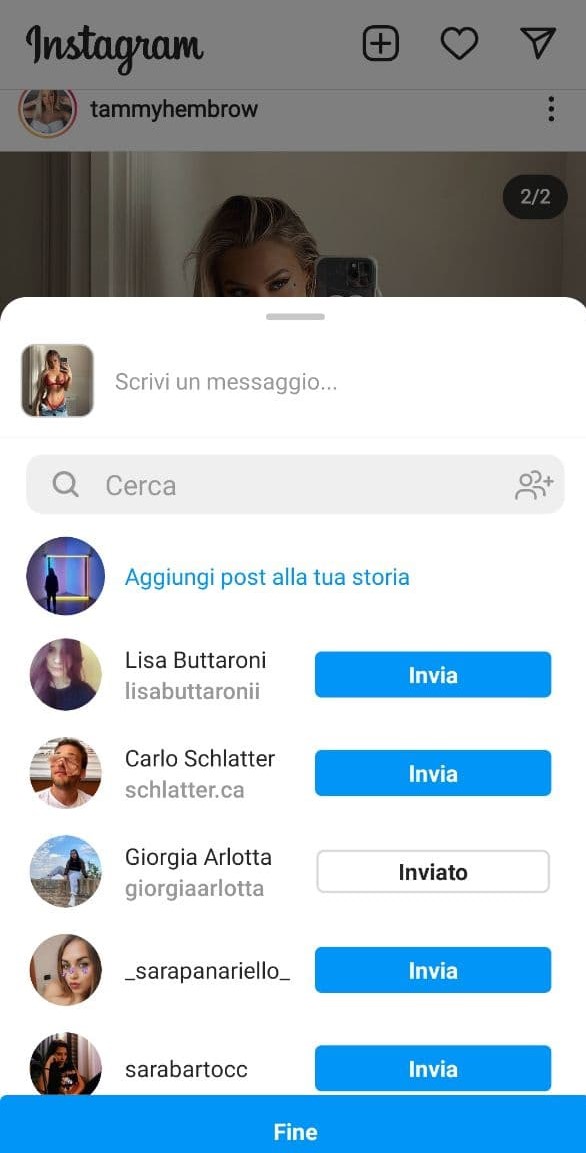 Instagram
tammyhembrow
2/2
Scrivi un messaggio...
Cerca
Aggiungi post alla tua storia
Lisa Buttaroni
lisabuttaronii
Invia
Carlo Schlatter
schlatter.ca
Invia
Giorgia Arlotta
giorgiaarlotta
Inviato
_sarapanariello_
Invia
sarabartocc
Invia
Fine